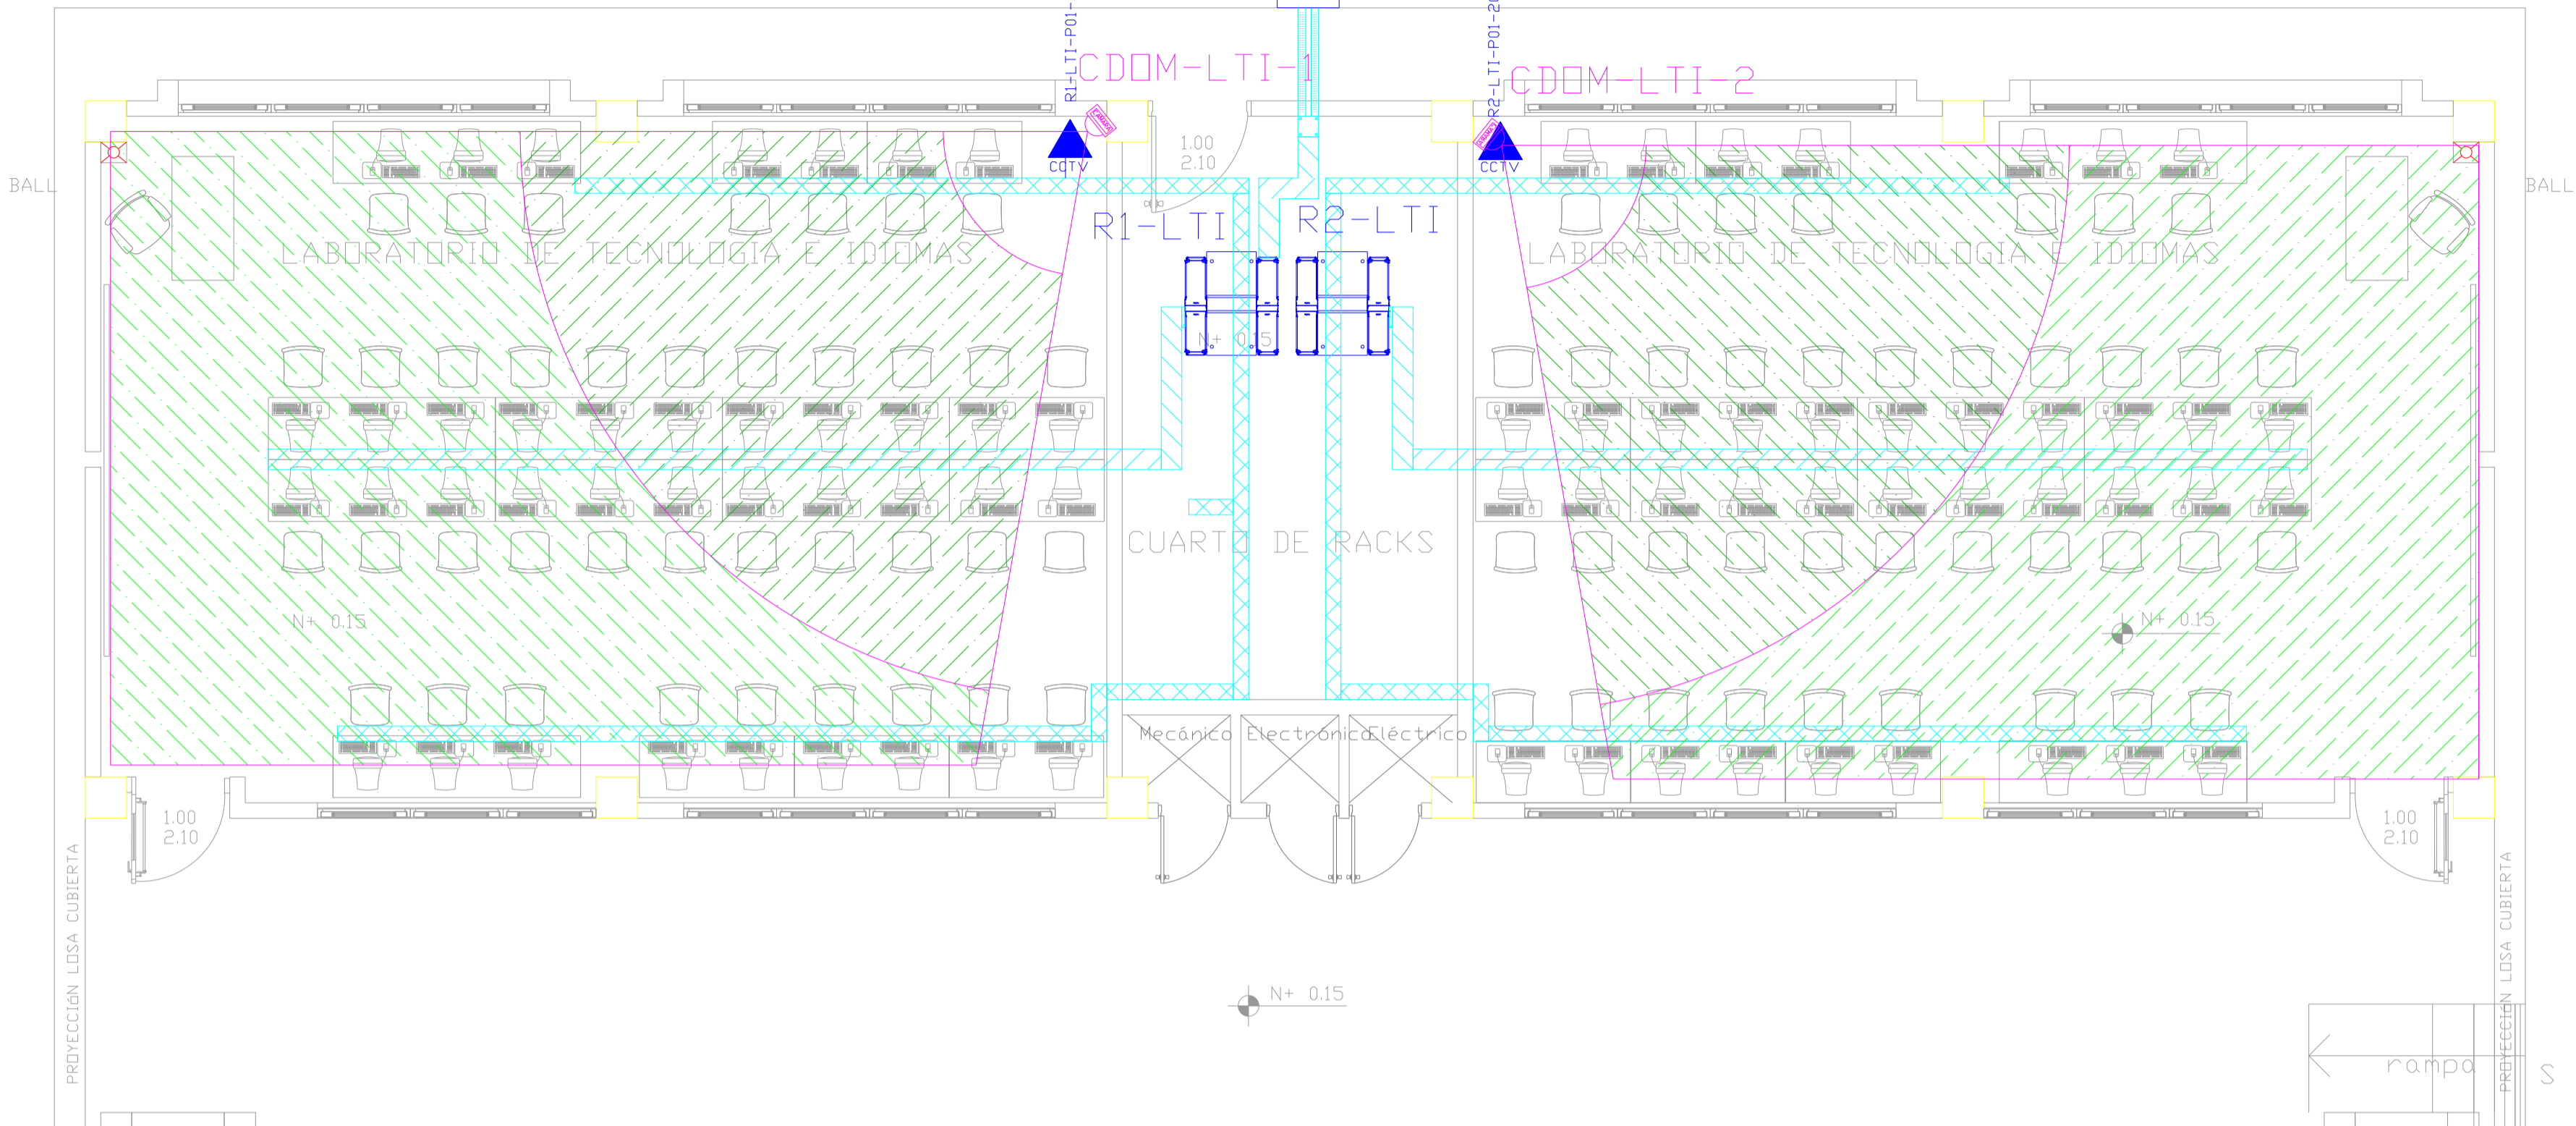 R1-LTI-P01-
CDOM-LTI-1
R2-LTI-P01-20
CDOM-LTI-2
CAMARA
CAMARA
CCTV
CCTV
1.00
2.10
BALL
BALL
R1-LTI
R2-LTI
LABORATORIO DE TECNOLOGIA E IDIOMAS
LABORATORIO DE TECNOLOGIA E IDIOMAS
N+ 0.15
CUARTO DE RACKS
N+ 0.15
N+ 0.15
Mecánico
Electrónico
Eléctrico
1.00
2.10
1.00
2.10
PROYECCIÓN LOSA CUBIERTA
PROYECCIÓN LOSA CUBIERTA
N+ 0.15
rampa
S